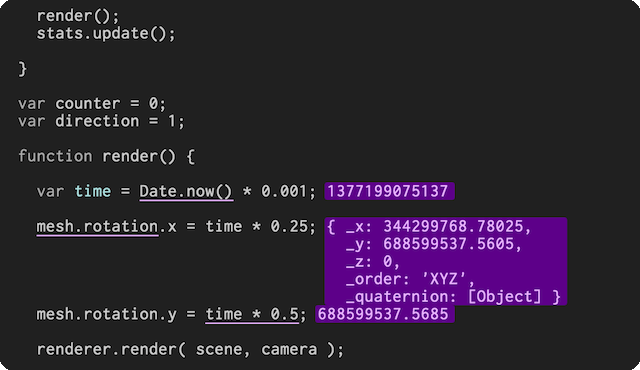 render();
stats.update();
}
var counter = 0;
var direction = 1;
function render() {
var time = Date.now() * 0.001; 1377199075137
mesh.rotation.x = time * 0.25; { _x: 344299768.78025,
_y: 688599537.5605,
_z: 0,
_order: 'XYZ',
_quaternion: [Object] }
mesh.rotation.y = time * 0.5; 688599537.5685
renderer.render( scene, camera );